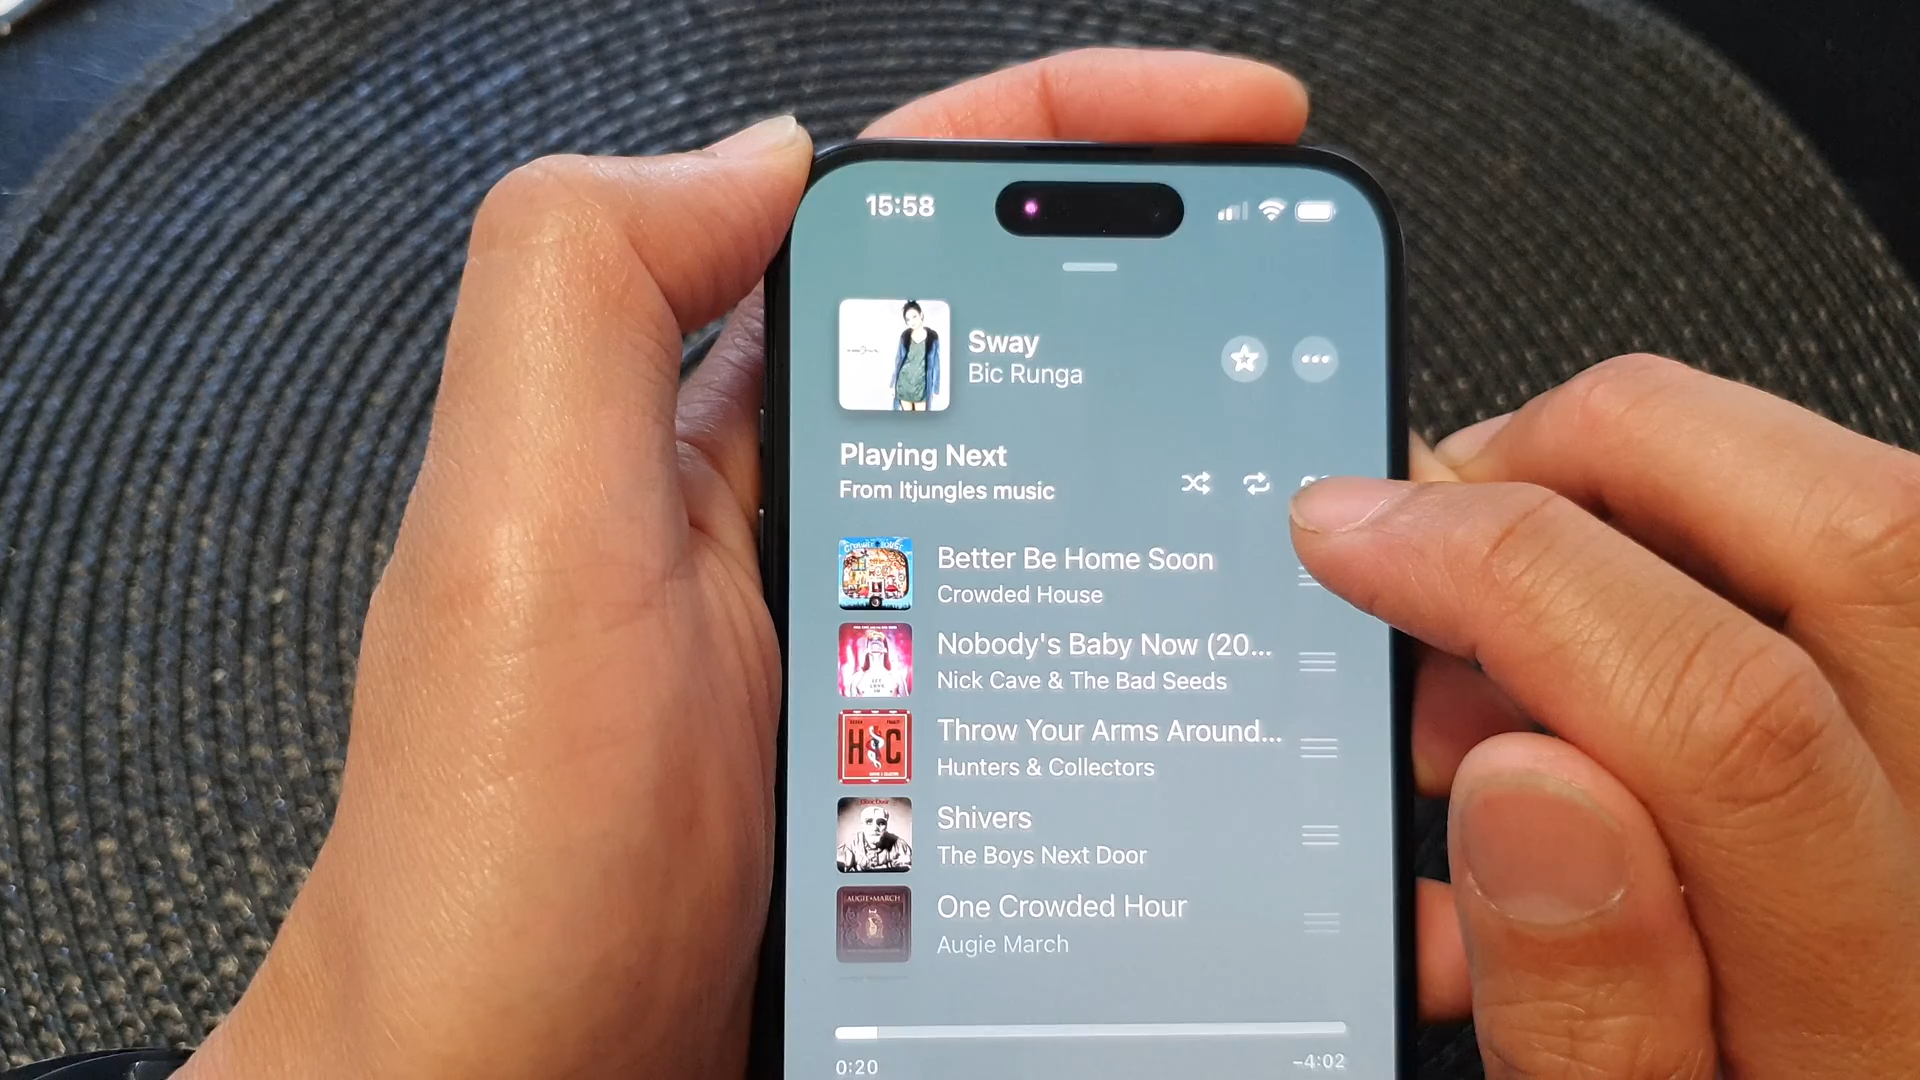 15:58
Sway
Bic Runga
Playing Next
From Itjungles music
Better Be Home Soon
Crowded House
Nobody's Baby Now (20...
Nick Cave & The Bad Seeds
Throw Your Arms Around...
Hunters & Collectors
H C
Shivers
The Boys Next Door
AUGIE MARCH
One Crowded Hour
Augie March
0:20
-4:02